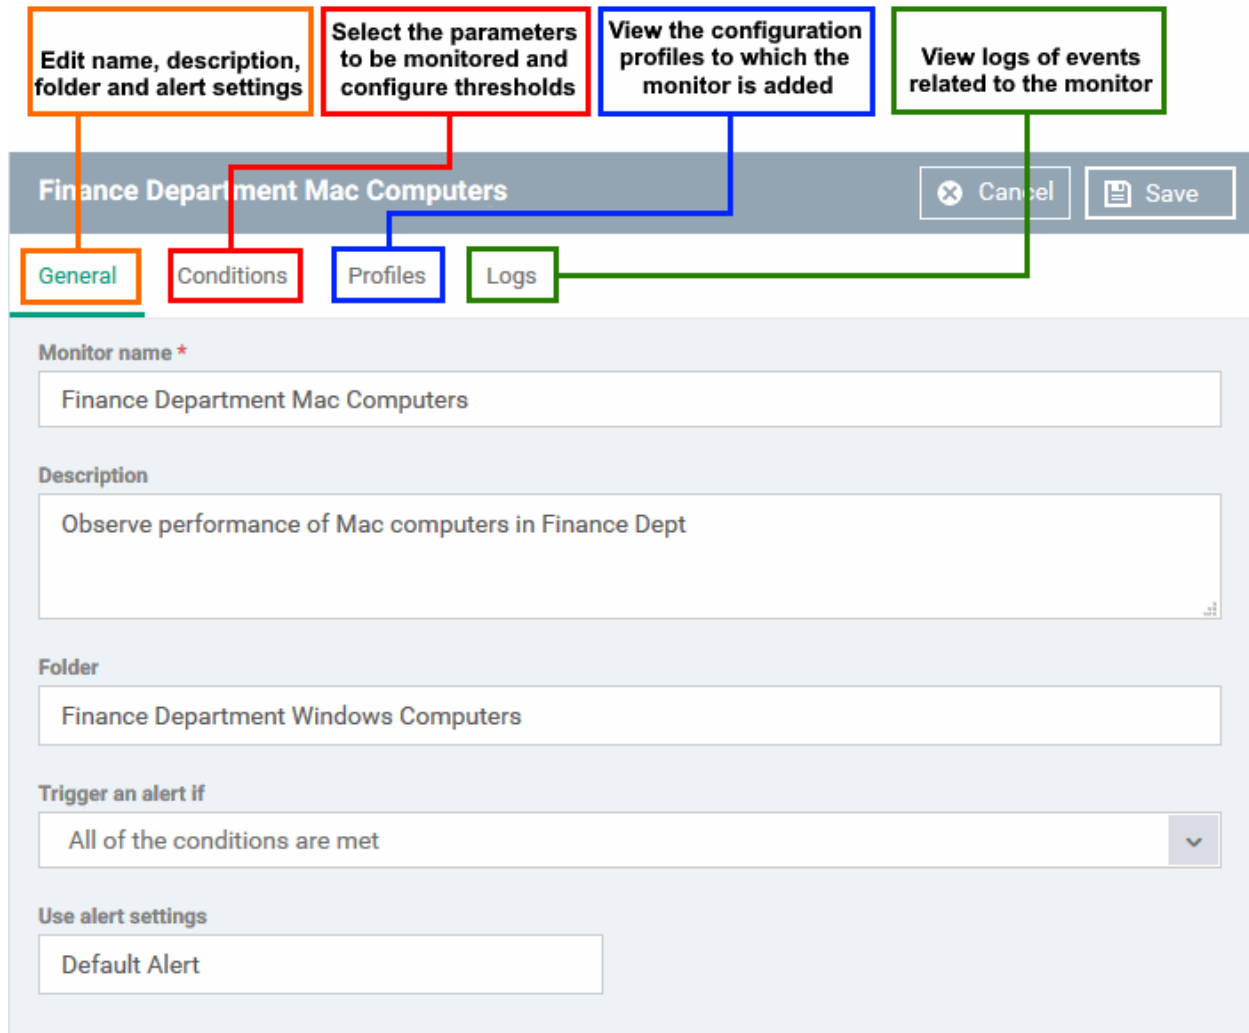 Edit name, description,
folder and alert settings
Select the parameters
to be monitored and
configure thresholds
View the configuration
profiles to which the
monitor is added
View logs of events
related to the monitor
Finance Department Mac Computers
Cancel
Save
General
Conditions
Profiles
Logs
Monitor name *
Finance Department Mac Computers
Description
Observe performance of Mac computers in Finance Dept
Folder
Finance Department Windows Computers
Trigger an alert if
All of the conditions are met
Use alert settings
Default Alert